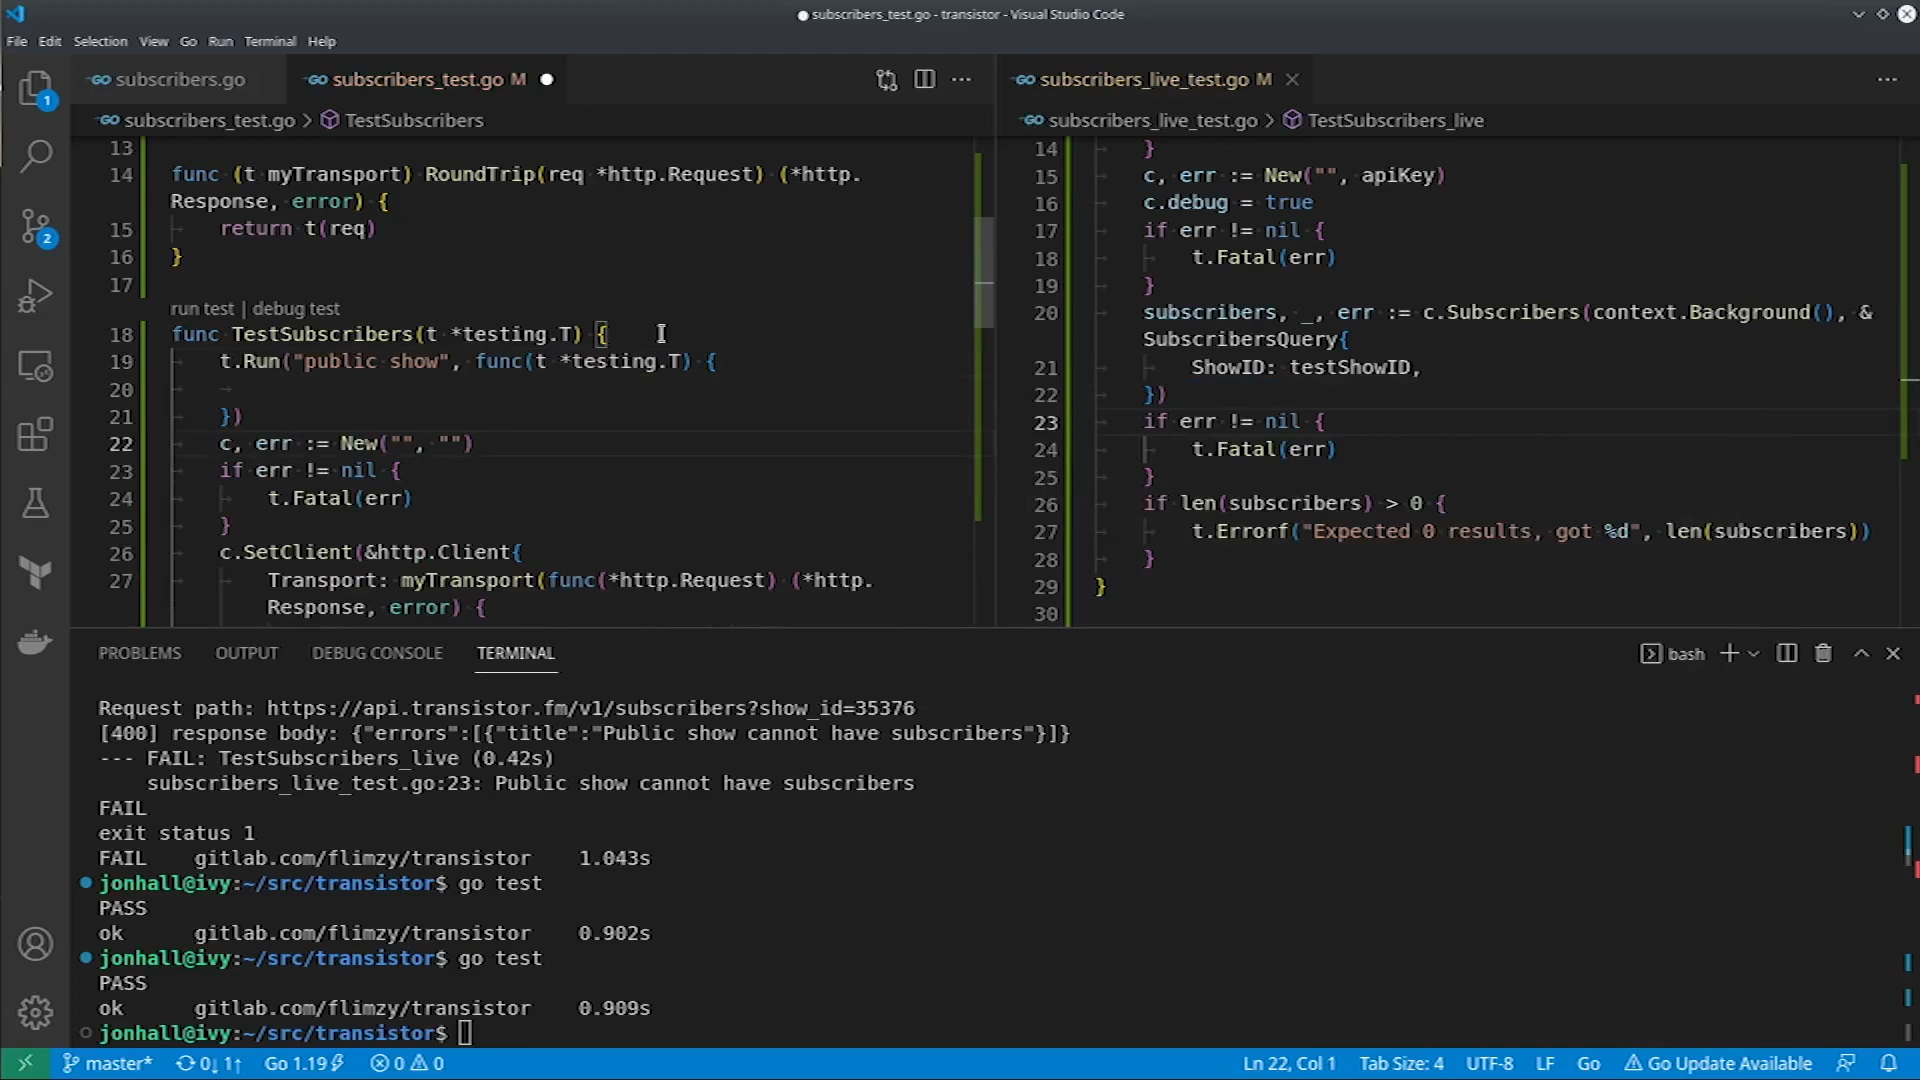 subscribers_test.go - transistor - Visual Studio Code
File Edit Selection View Go Run Terminal Help
subscribers.go
subscribers_test.go M
subscribers_test.go > TestSubscribers
13
14 func (t myTransport) RoundTrip(req *http.Request) (*http.
Response, error) {
15 return t(req)
16 }
17
run test | debug test
18 func TestSubscribers(t *testing.T) {
19 t.Run("public show", func(t *testing.T) {
20
21 })
22 c, err := New("", "")
23 if err != nil {
24 t.Fatal(err)
25 }
26 c.SetClient(&http.Client{
27 Transport: myTransport(func(*http.Request) (*http.
Response, error) {
subscribers_live_test.go M
subscribers_live_test.go > TestSubscribers_live
14 }
15 c, err := New("", apiKey)
16 c.debug = true
17 if err != nil {
18 t.Fatal(err)
19 }
20 subscribers, _, err := c.Subscribers(context.Background(), &
SubscribersQuery{
21 ShowID: testShowID,
22 })
23 if err != nil {
24 t.Fatal(err)
25 }
26 if len(subscribers) > 0 {
27 t.Errorf("Expected 0 results, got %d", len(subscribers))
28 }
29 }
30
1
2
PROBLEMS OUTPUT DEBUG CONSOLE TERMINAL
bash
Request path: https://api.transistor.fm/v1/subscribers?show_id=35376
[400] response body: {"errors":[{"title":"Public show cannot have subscribers"}]}
--- FAIL: TestSubscribers_live (0.42s)
subscribers_live_test.go:23: Public show cannot have subscribers
FAIL
exit status 1
FAIL gitlab.com/flimzy/transistor 1.043s
jonhall@ivy:~/src/transistor$ go test
PASS
ok gitlab.com/flimzy/transistor 0.902s
jonhall@ivy:~/src/transistor$ go test
PASS
ok gitlab.com/flimzy/transistor 0.909s
jonhall@ivy:~/src/transistor$
master* 0↓ 1↑ Go 1.19 0 0 Ln 22, Col 1 Tab Size: 4 UTF-8 LF Go Go Update Available